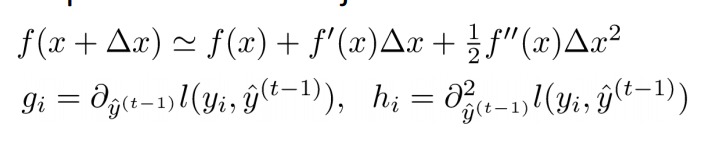 f(x + Δx) ≃ f(x) + f′(x)Δx + ½f″(x)Δx²
gᵢ = ∂_{ŷ^{(t−1)}} l(yᵢ, ŷ^{(t−1)}), hᵢ = ∂²_{ŷ^{(t−1)}} l(yᵢ, ŷ^{(t−1)})